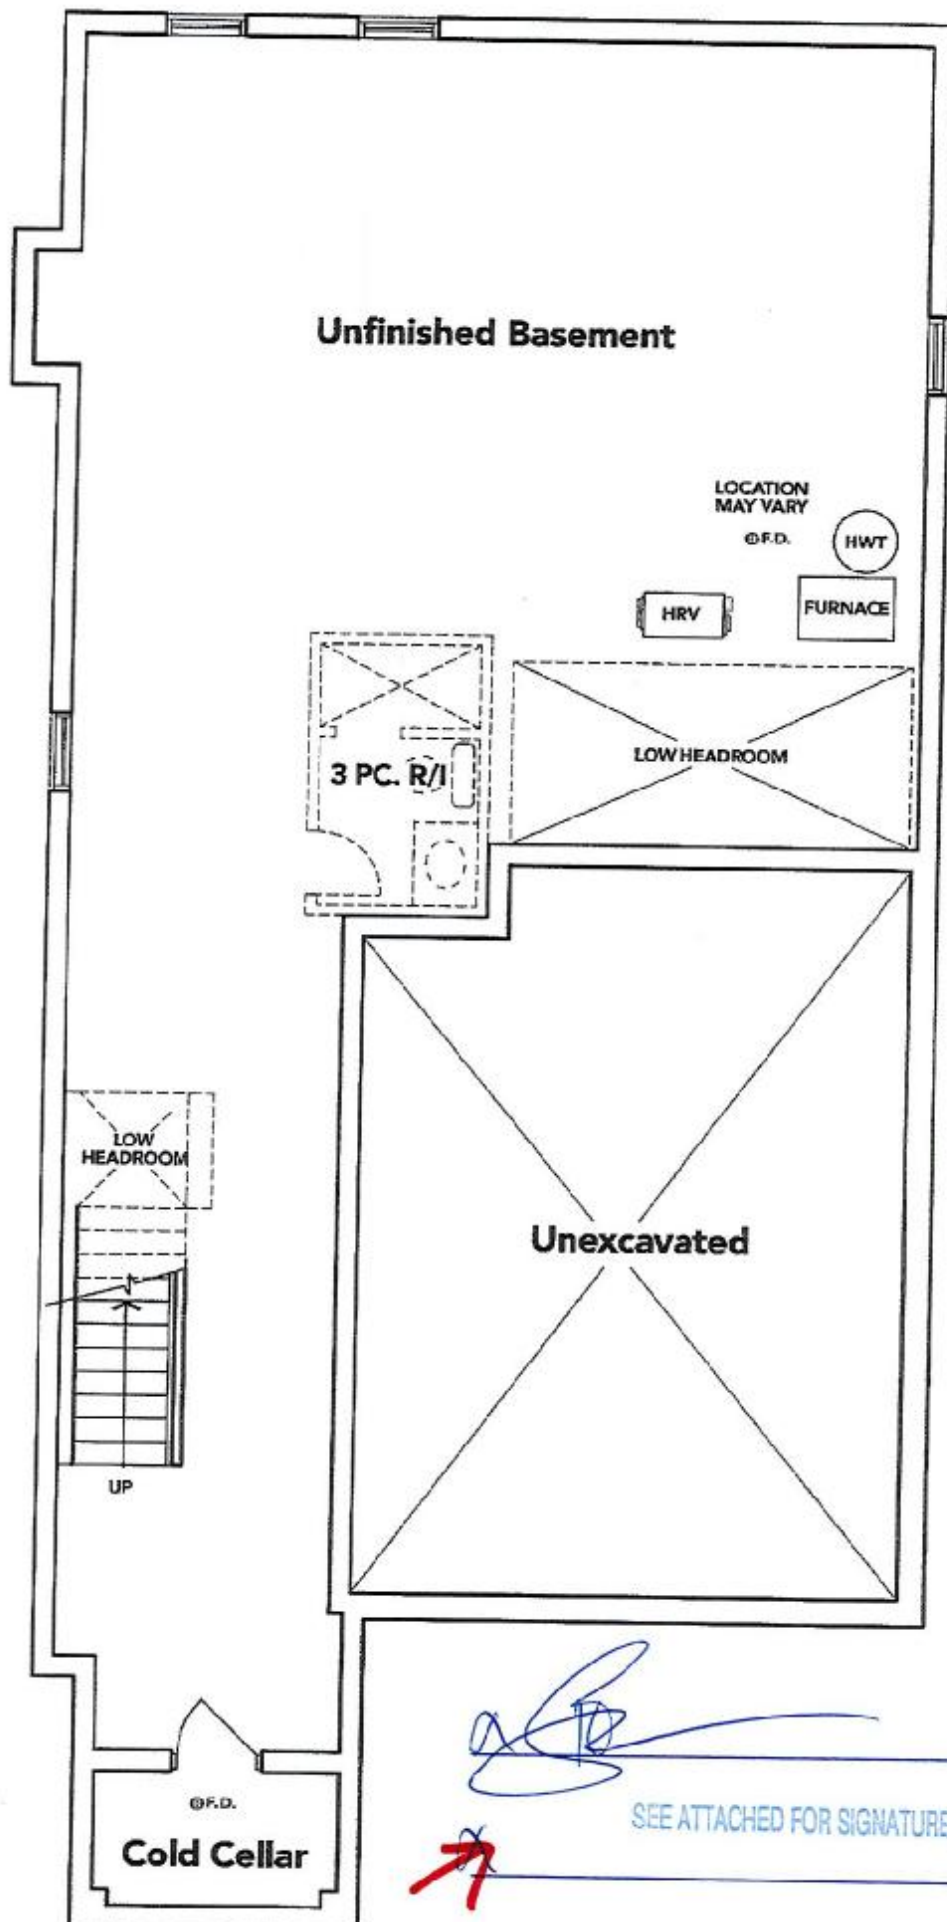 Unfinished Basement
LOCATION
MAY VARY
F.D.
HWT
HRV
FURNACE
3 PC. R/I
LOW HEADROOM
LOW
HEADROOM
Unexcavated
UP
F.D.
Cold Cellar
x
SEE ATTACHED FOR SIGNATURE
x